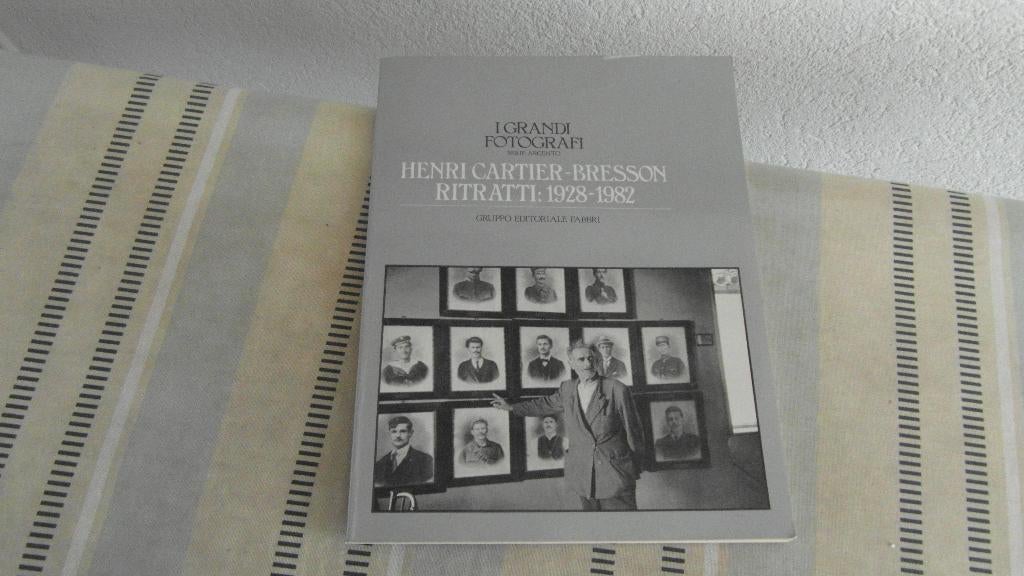 I GRANDI
FOTOGRAFI
SERIE ARGENTO
HENRI CARTIER-BRESSON
RITRATTI: 1928-1982
GRUPPO EDITORIALE FABBRI